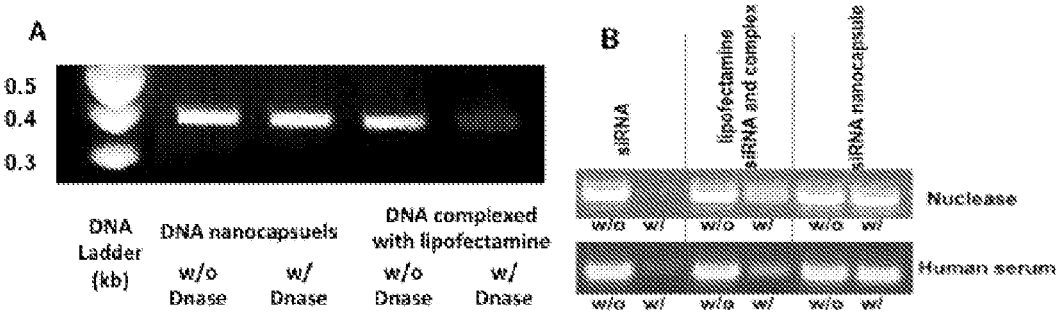 A
0.5
0.4
0.3
DNA
Ladder
(kb)
DNA nanocapsuels
w/o
Dnase
w/
Dnase
DNA complexed
with lipofectamine
w/o
Dnase
w/
Dnase
B
siRNA
lipofectamine
siRNA and complex
siRNA nanocapsule
Nuclease
w/o w/ w/o w/ w/o w/
Human serum
w/o w/ w/o w/ w/o w/